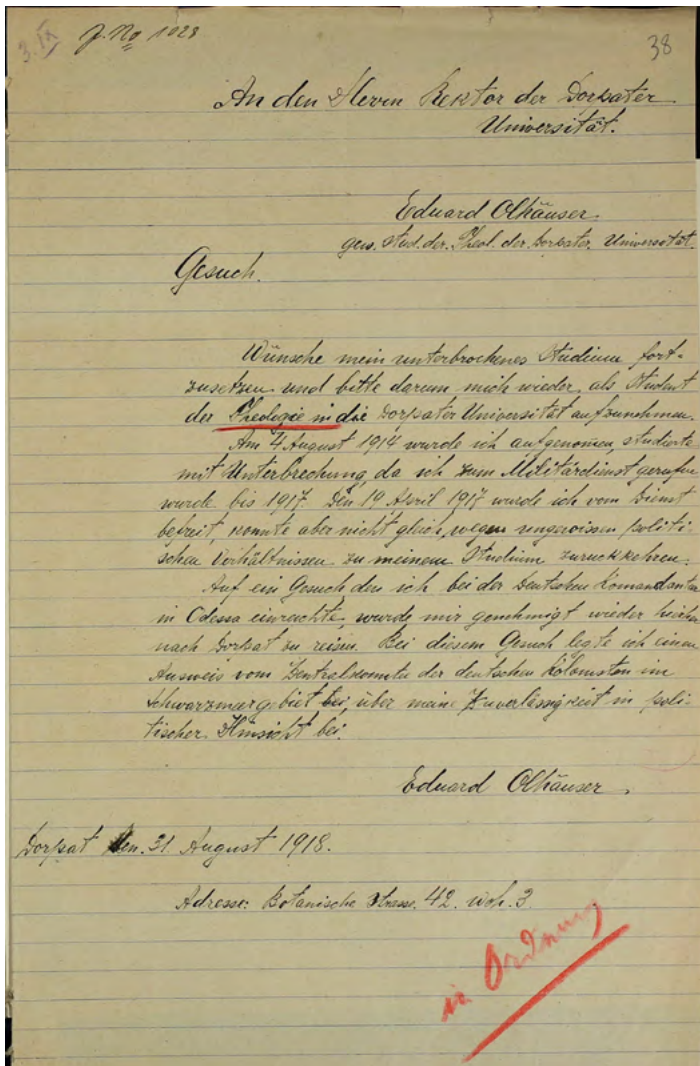 3. IX J. No 1028
38
An den Herrn Rektor der Dorpater
Universität.
Eduard Olhäuser
gew. Stud. der Theol. der Dorpater Universität.
Gesuch.
Wünsche mein unterbrochenes Studium fort-
zusetzen und bitte darum mich wieder als Student
der Theologie in die Dorpater Universität aufzunehmen.
Am 4 August 1914 wurde ich aufgenomen, studierte
mit Unterbrechung, da ich zum Militärdienst gerufen
wurde bis 1917. Den 19 April 1917 wurde ich vom Dienst
befreit, konnte aber nicht gleich, wegen ungewissen politi-
schen Verhältnissen zu meinem Studium zurückkehren.
Auf ein Gesuch den ich bei der Deutschen Komandantur
in Odessa einreichte, wurde mir genehmigt wieder hierher
nach Dorpat zu reisen. Bei diesem Gesuch legte ich einen
Ausweis vom Zentralkomite der deutschen Kolonisten im
Schwarzmeergebiet bei, über meine Zuverlässigkeit in poli-
tischer Hinsicht bei.
Eduard Olhäuser.
Dorpat den. 31 August 1918.
Adresse: Botanische Strasse. 42. woh. 3.
in Ordnung